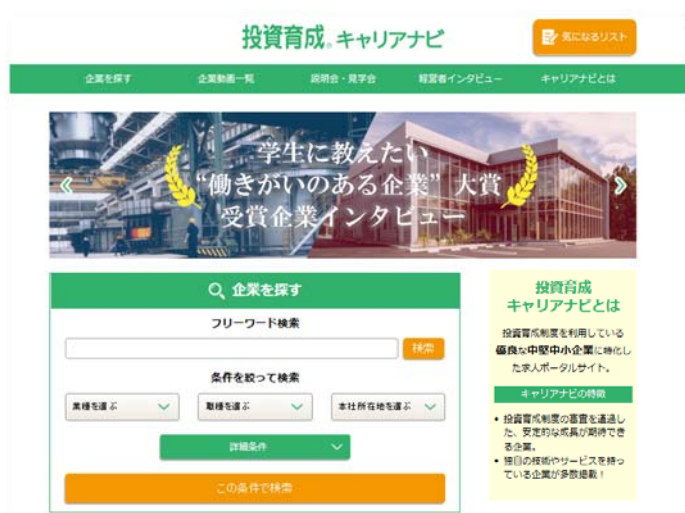 投資育成® キャリアナビ
気になるリスト
企業を探す 企業動画一覧 説明会・見学会 経営者インタビュー キャリアナビとは
学生に教えたい
“働きがいのある企業”大賞
受賞企業インタビュー
企業を探す
フリーワード検索
検索
条件を絞って検索
業種を選ぶ 職種を選ぶ 本社所在地を選ぶ
詳細条件
この条件で検索
投資育成
キャリアナビとは
投資育成制度を利用している
優良な中堅中小企業に特化し
た求人ポータルサイト。
キャリアナビの特徴
• 投資育成制度の審査を通過し
た、安定的な成長が期待でき
る企業。
• 独自の技術やサービスを持っ
ている企業が多数掲載！